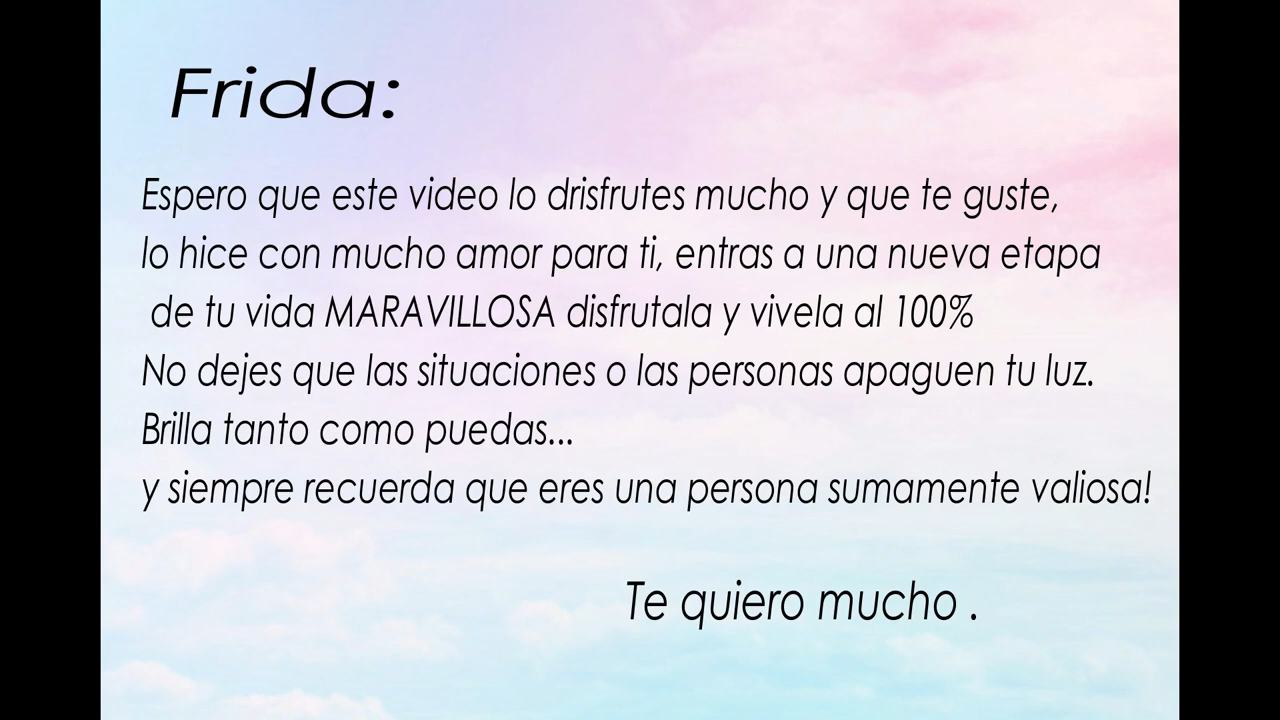 Frida:
Espero que este video lo drisfrutes mucho y que te guste,
lo hice con mucho amor para ti, entras a una nueva etapa
de tu vida MARAVILLOSA disfrutala y vivela al 100%
No dejes que las situaciones o las personas apaguen tu luz.
Brilla tanto como puedas...
y siempre recuerda que eres una persona sumamente valiosa!
Te quiero mucho .